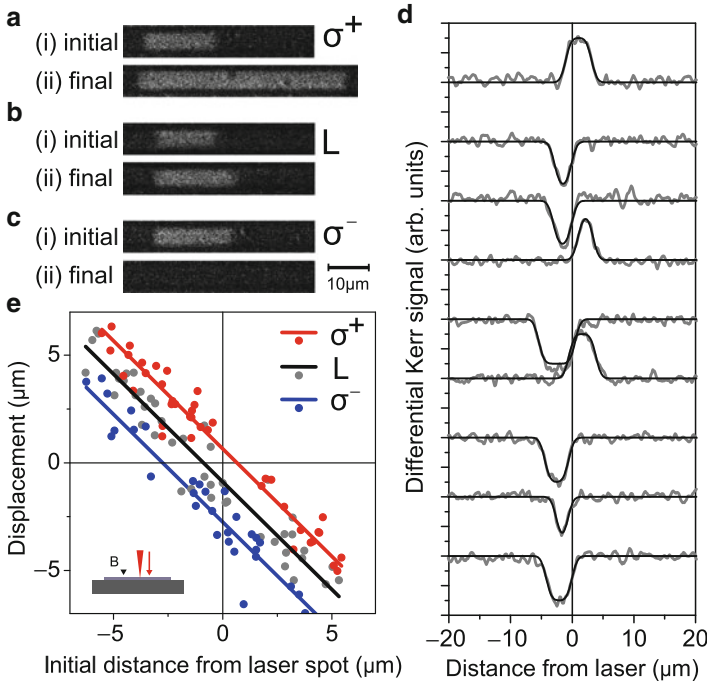 a
(i) initial
σ+
(ii) final
b
(i) initial
L
(ii) final
c
(i) initial
σ−
(ii) final
10µm
d
Differential Kerr signal (arb. units)
−20 −10 0 10 20
Distance from laser (µm)
e
σ+
L
σ−
5
0
−5
Displacement (µm)
B
−5 0 5
Initial distance from laser spot (µm)